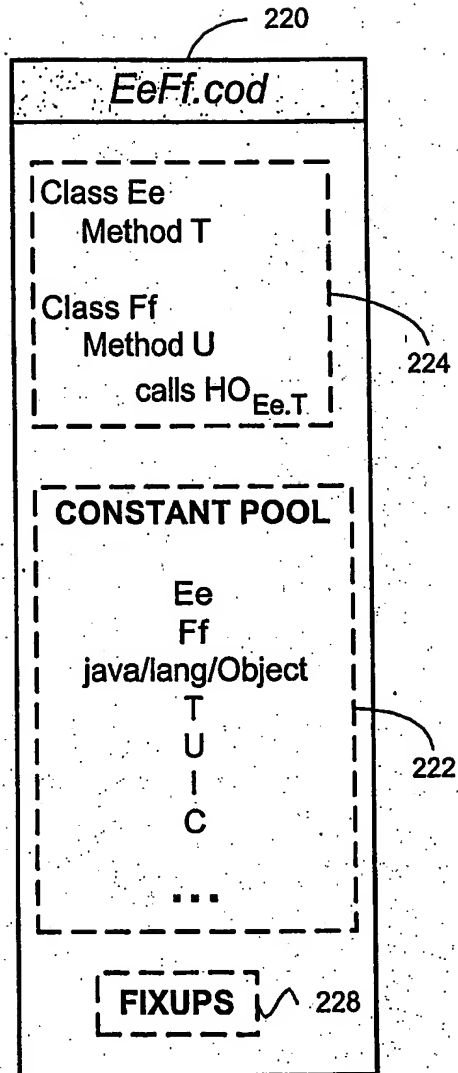 220
EeFf.cod
Class Ee
Method T
Class Ff
Method U
calls HO_Ee.T
224
CONSTANT POOL
Ee
Ff
java/lang/Object
T
U
I
C
...
222
FIXUPS
228